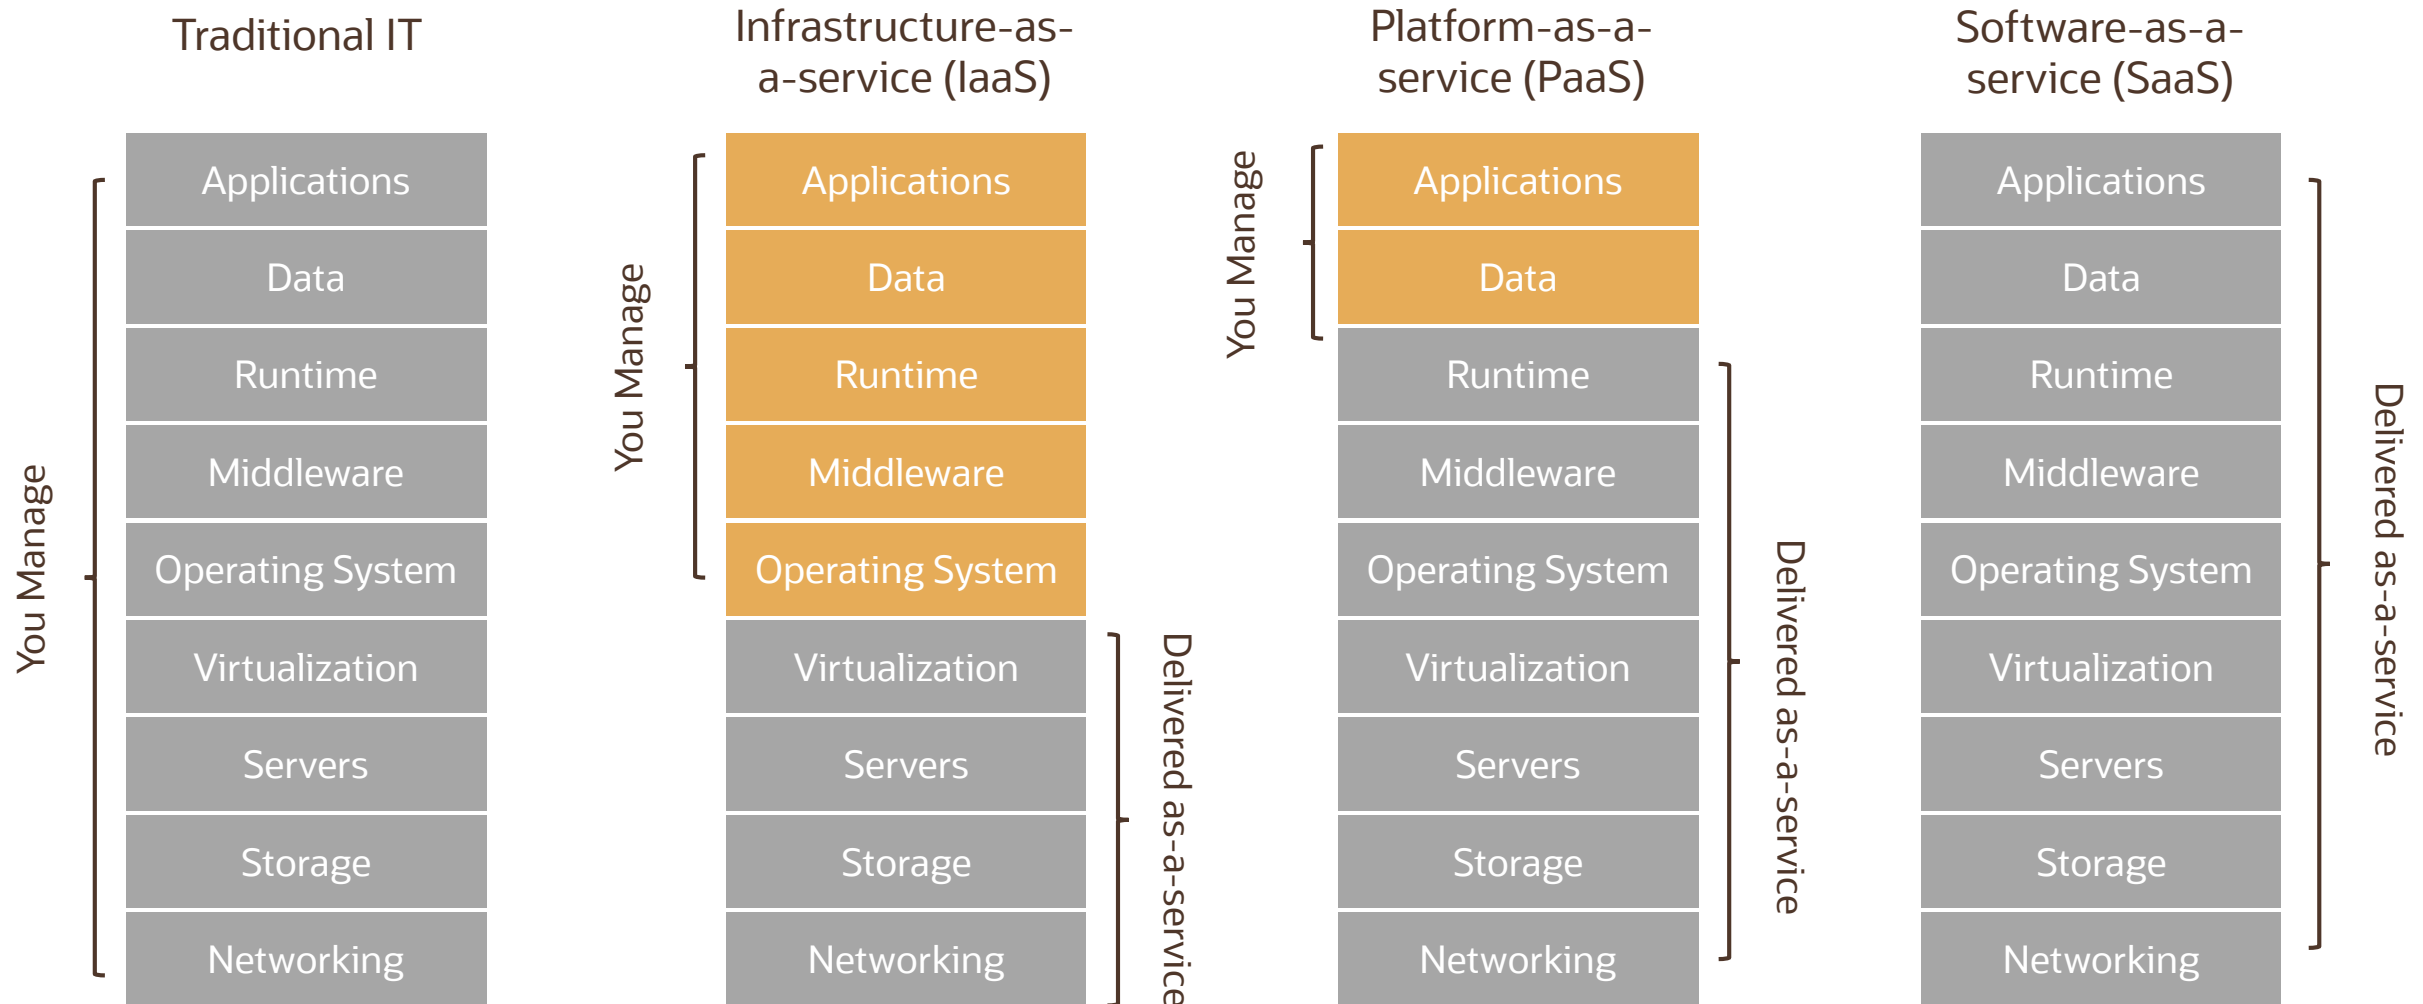 Traditional IT
You Manage
Applications
Data
Runtime
Middleware
Operating System
Virtualization
Servers
Storage
Networking
Infrastructure-as-
a-service (IaaS)
You Manage
Applications
Data
Runtime
Middleware
Operating System
Virtualization
Servers
Storage
Networking
Delivered as-a-service
Platform-as-a-
service (PaaS)
You Manage
Applications
Data
Runtime
Middleware
Operating System
Virtualization
Servers
Storage
Networking
Delivered as-a-service
Software-as-a-
service (SaaS)
Applications
Data
Runtime
Middleware
Operating System
Virtualization
Servers
Storage
Networking
Delivered as-a-service